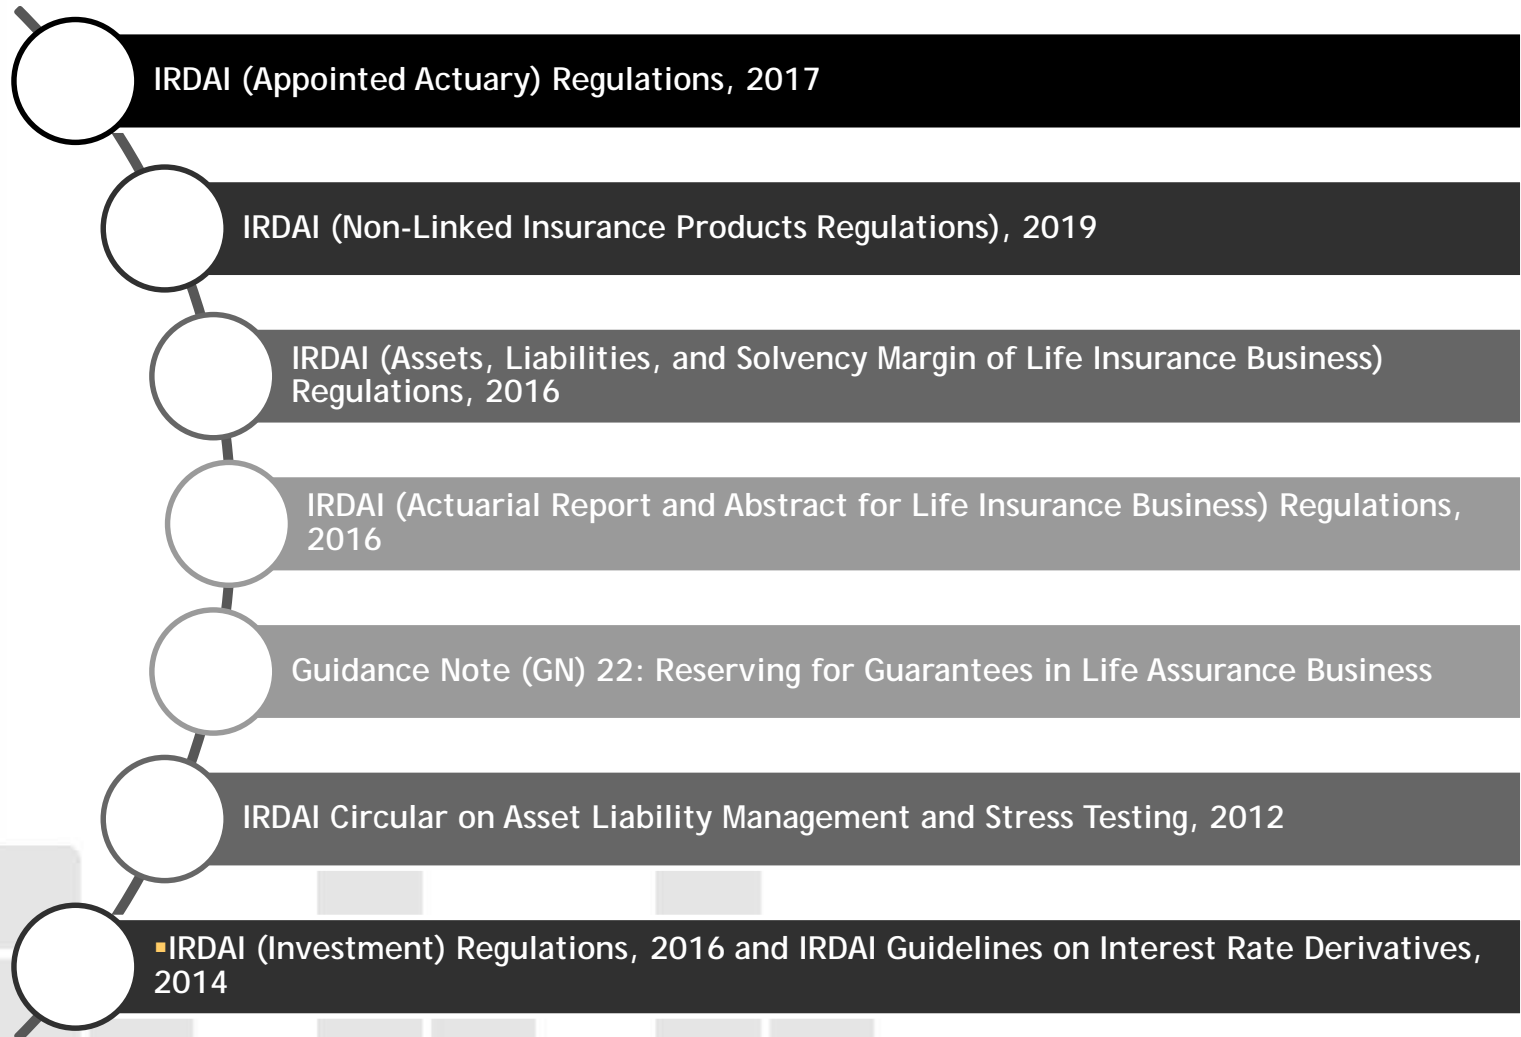 IRDAI (Appointed Actuary) Regulations, 2017
IRDAI (Non-Linked Insurance Products Regulations), 2019
IRDAI (Assets, Liabilities, and Solvency Margin of Life Insurance Business)
Regulations, 2016
IRDAI (Actuarial Report and Abstract for Life Insurance Business) Regulations,
2016
Guidance Note (GN) 22: Reserving for Guarantees in Life Assurance Business
IRDAI Circular on Asset Liability Management and Stress Testing, 2012
▪IRDAI (Investment) Regulations, 2016 and IRDAI Guidelines on Interest Rate Derivatives,
2014